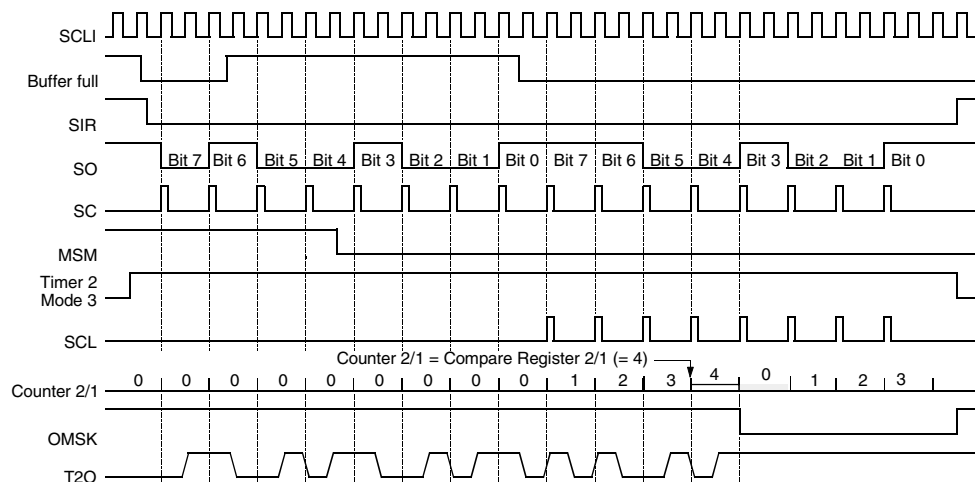 SCLI
Buffer full
SIR
Bit 7 Bit 6 Bit 5 Bit 4 Bit 3 Bit 2 Bit 1 Bit 0 Bit 7 Bit 6 Bit 5 Bit 4 Bit 3 Bit 2 Bit 1 Bit 0
SO
SC
MSM
Timer 2
Mode 3
SCL
Counter 2/1 = Compare Register 2/1 (= 4)
0 0 0 0 0 0 0 0 0 1 2 3 4 0 1 2 3
Counter 2/1
OMSK
T2O